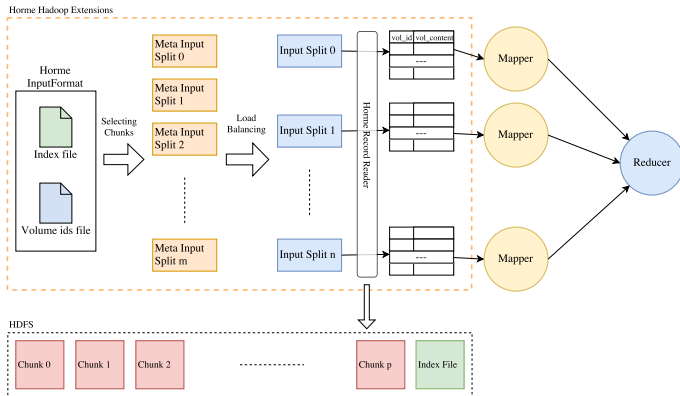 Horme Hadoop Extensions
Horme
InputFormat
Index file
Volume ids file
Selecting
Chunks
Meta Input
Split 0
Meta Input
Split 1
Meta Input
Split 2
Meta Input
Split m
Load
Balancing
Input Split 0
Input Split 1
Input Split n
Horme Record Reader
vol_id vol_content
---
---
---
Mapper
Mapper
Mapper
Reducer
HDFS
Chunk 0
Chunk 1
Chunk 2
Chunk p
Index File